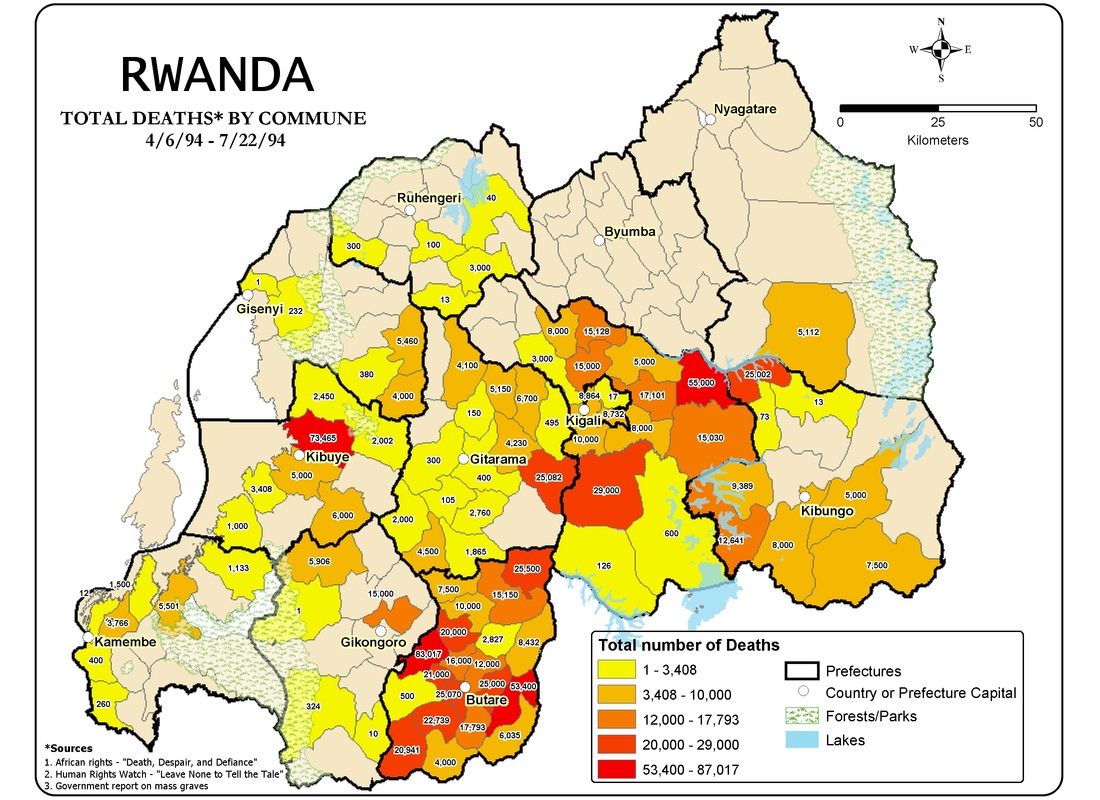 RWANDA
TOTAL DEATHS* BY COMMUNE
4/6/94 - 7/22/94
N
W E
S
0 25 50
Kilometers
Nyagatare
Ruhengeri
40
Byumba
300
100
3,000
1
Gisenyi
232
13
5,460
380
4,000
4,100
8,000
15,128
3,000
15,000
5,000
5,112
55,000
25,002
2,450
5,150
6,700
8,864
17
17,101
13
150
495
Kigali
8,732
73
73,465
2,002
4,230
10,000
8,000
15,030
Kibuye
300
Gitarama
5,000
400
25,082
29,000
9,389
3,408
105
5,000
Kibungo
1,000
6,000
2,000
2,760
600
12,641
8,000
4,500
1,865
7,500
5,906
1,133
126
25,500
1,500
12
5,501
1
15,000
7,500
15,150
10,000
3,766
Kamembe
Gikongoro
20,000
2,827
8,432
400
83,017
16,000
12,000
21,000
260
500
25,070
25,000
53,400
Butare
324
10
22,739
17,793
6,035
20,941
4,000
Total number of Deaths
1 - 3,408
3,408 - 10,000
12,000 - 17,793
20,000 - 29,000
53,400 - 87,017
Prefectures
Country or Prefecture Capital
Forests/Parks
Lakes
*Sources
1. African rights - "Death, Despair, and Defiance"
2. Human Rights Watch - "Leave None to Tell the Tale"
3. Government report on mass graves